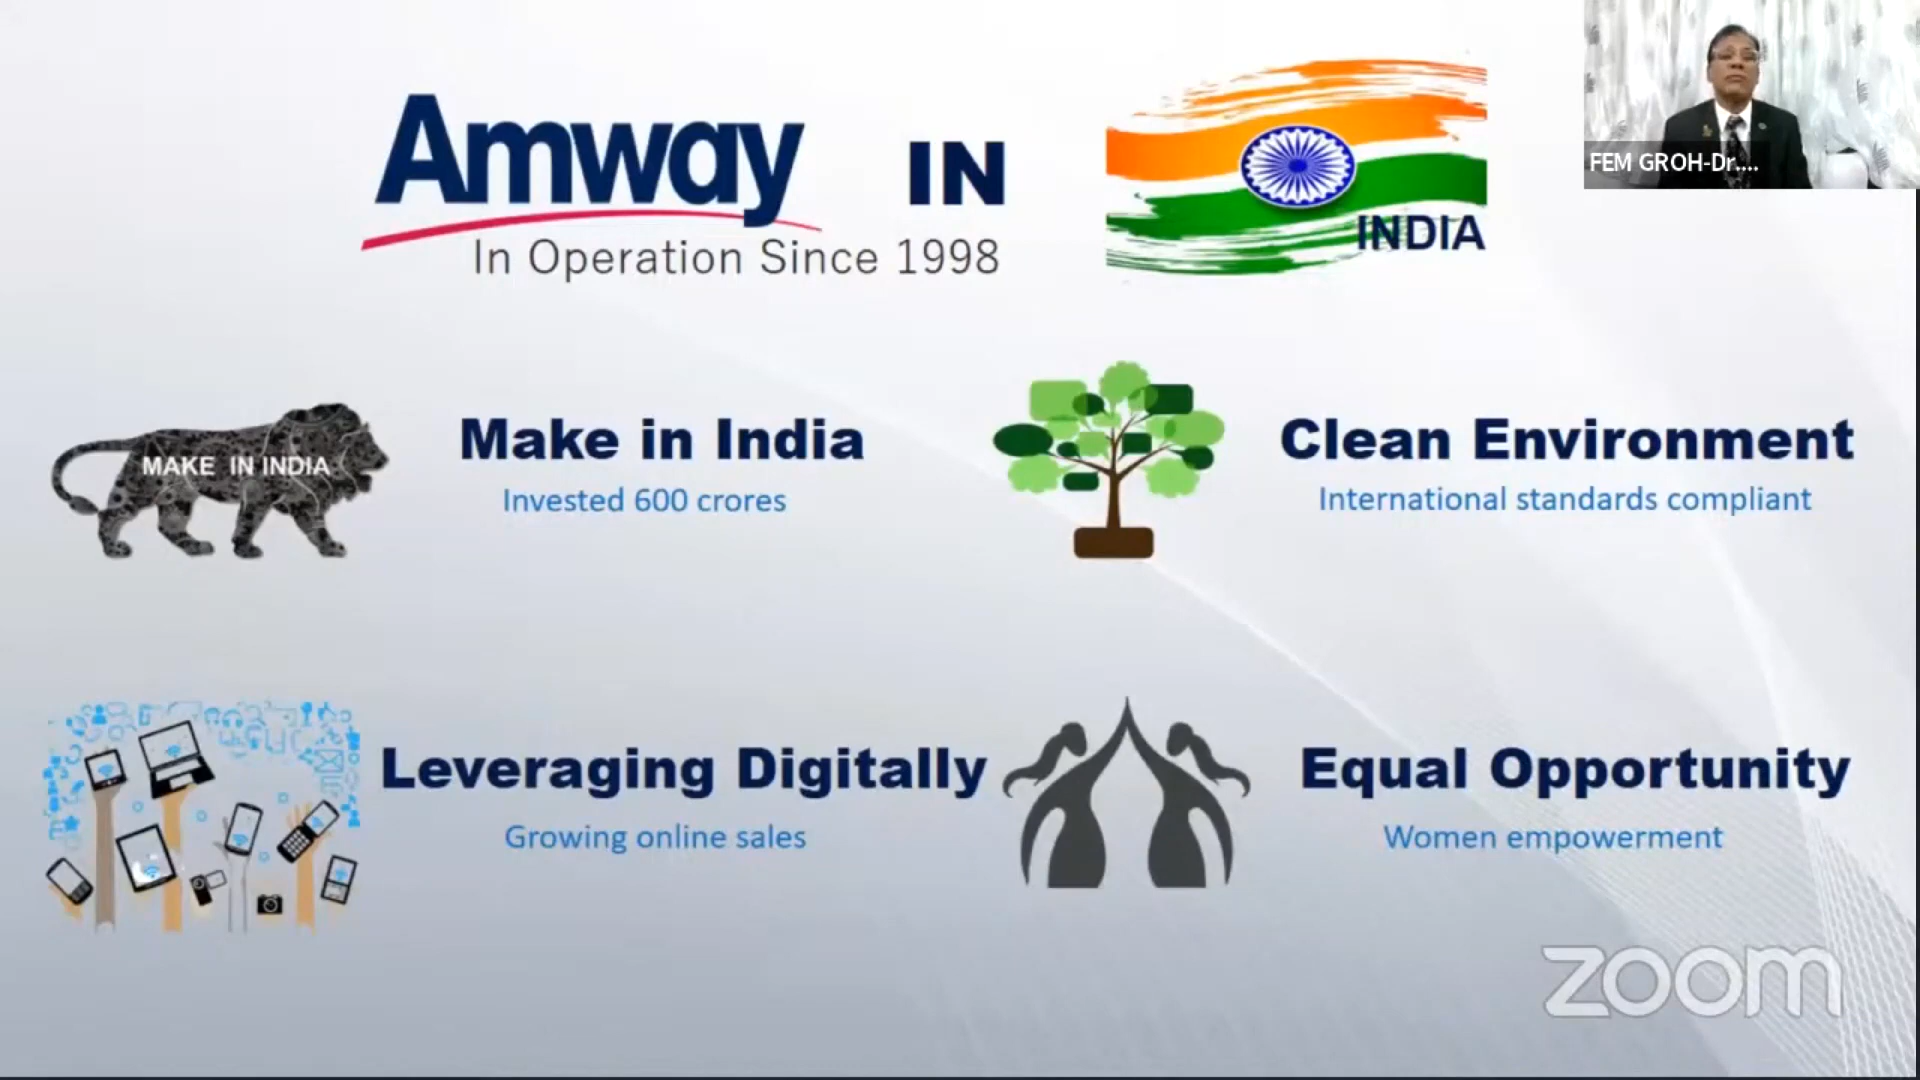 Amway IN
In Operation Since 1998
INDIA
FEM GROH-Dr....
MAKE IN INDIA
Make in India
Invested 600 crores
Clean Environment
International standards compliant
Leveraging Digitally
Growing online sales
Equal Opportunity
Women empowerment
zoom